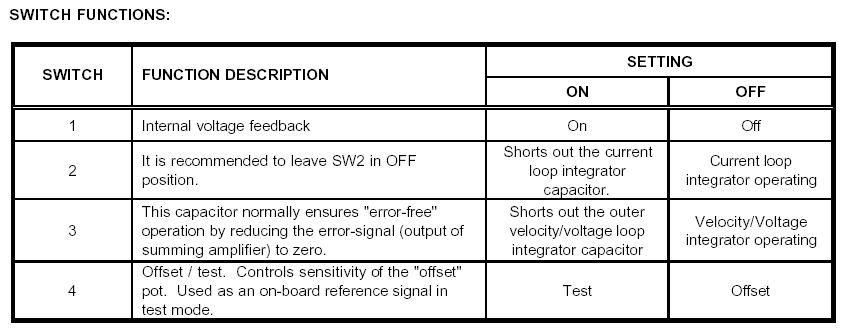 SWITCH FUNCTIONS:
SWITCH
FUNCTION DESCRIPTION
SETTING
ON
OFF
1
Internal voltage feedback
On
Off
2
It is recommended to leave SW2 in OFF
position.
Shorts out the current
loop integrator
capacitor.
Current loop
integrator operating
3
This capacitor normally ensures "error-free"
operation by reducing the error-signal (output of
summing amplifier) to zero.
Shorts out the outer
velocity/voltage loop
integrator capacitor
Velocity/Voltage
integrator operating
4
Offset / test. Controls sensitivity of the "offset"
pot. Used as an on-board reference signal in
test mode.
Test
Offset